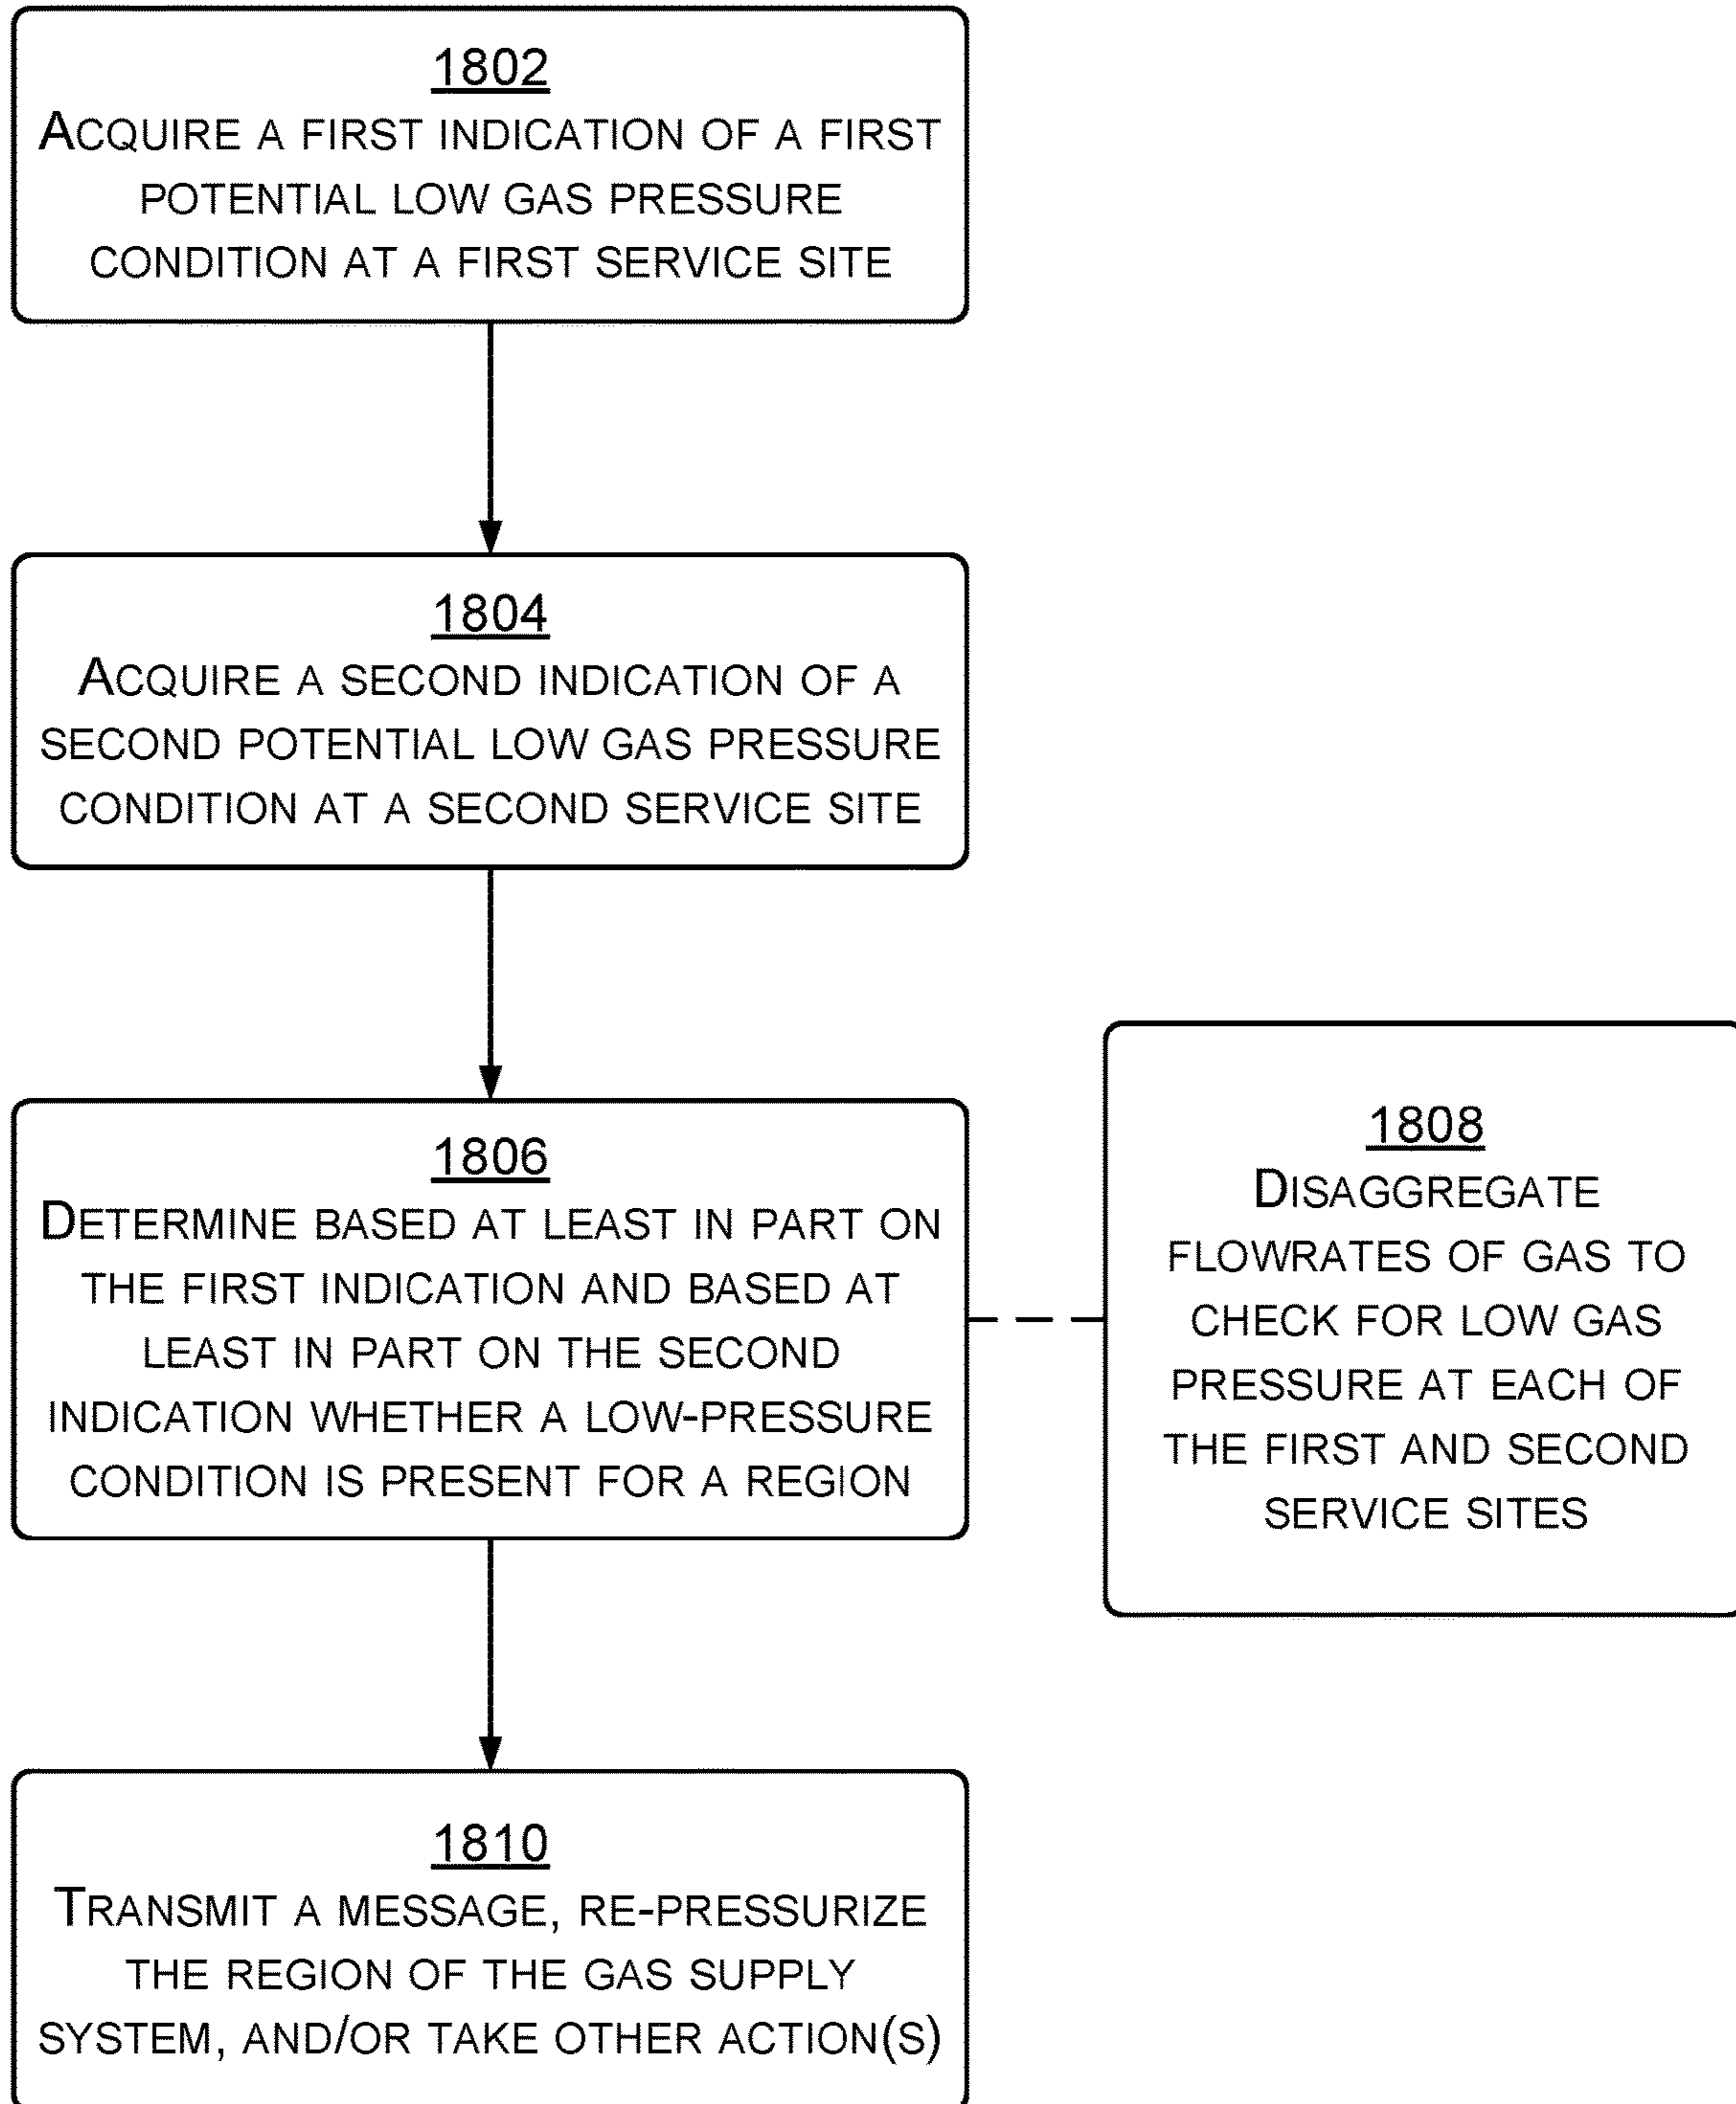 1802
ACQUIRE A FIRST INDICATION OF A FIRST
POTENTIAL LOW GAS PRESSURE
CONDITION AT A FIRST SERVICE SITE
1804
ACQUIRE A SECOND INDICATION OF A
SECOND POTENTIAL LOW GAS PRESSURE
CONDITION AT A SECOND SERVICE SITE
1806
DETERMINE BASED AT LEAST IN PART ON
THE FIRST INDICATION AND BASED AT
LEAST IN PART ON THE SECOND
INDICATION WHETHER A LOW-PRESSURE
CONDITION IS PRESENT FOR A REGION
1808
DISAGGREGATE
FLOWRATES OF GAS TO
CHECK FOR LOW GAS
PRESSURE AT EACH OF
THE FIRST AND SECOND
SERVICE SITES
1810
TRANSMIT A MESSAGE, RE-PRESSURIZE
THE REGION OF THE GAS SUPPLY
SYSTEM, AND/OR TAKE OTHER ACTION(S)